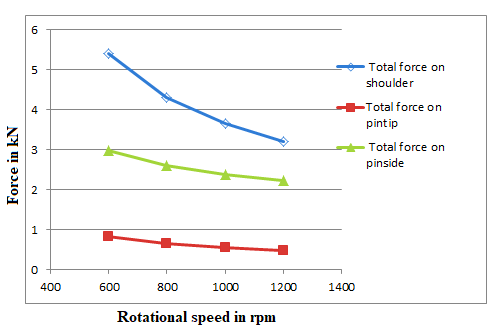 6
5
4
3
2
1
0
Force in kN
400 600 800 1000 1200 1400
Rotational speed in rpm
Total force on
shoulder
Total force on
pintip
Total force on
pinside